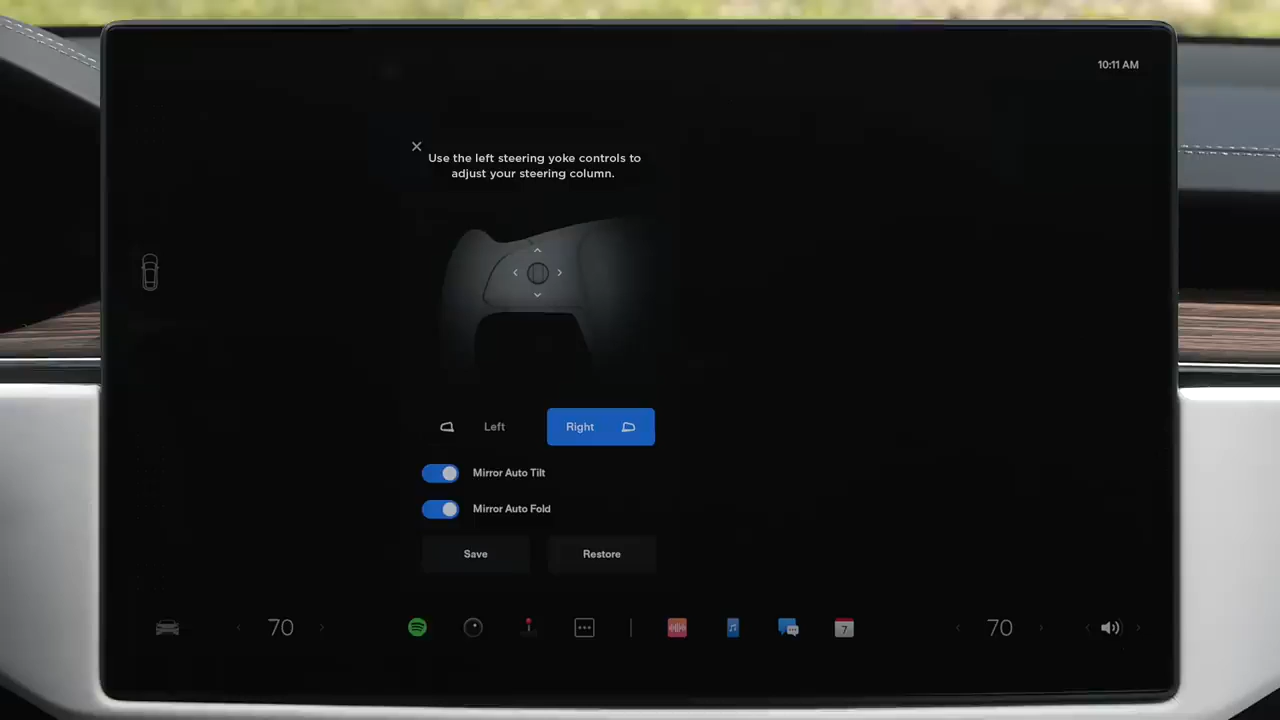 10:11 AM
Use the left steering yoke controls to
adjust your steering column.
Left
Right
Mirror Auto Tilt
Mirror Auto Fold
Save
Restore
70
7
70